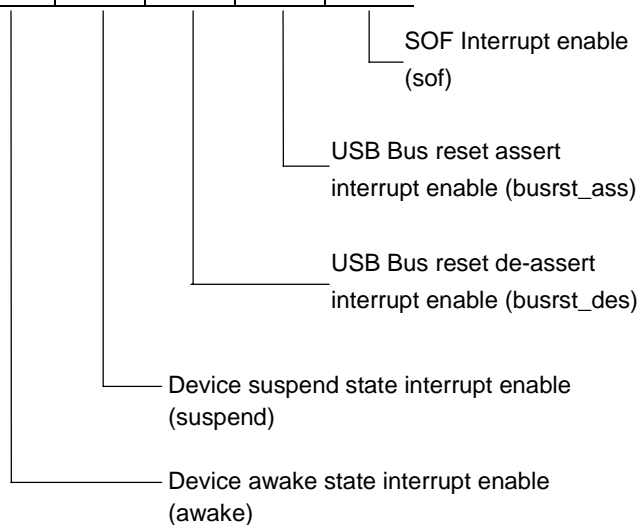 SOF Interrupt enable
(sof)
USB Bus reset assert
interrupt enable (busrst_ass)
USB Bus reset de-assert
interrupt enable (busrst_des)
Device suspend state interrupt enable
(suspend)
Device awake state interrupt enable
(awake)